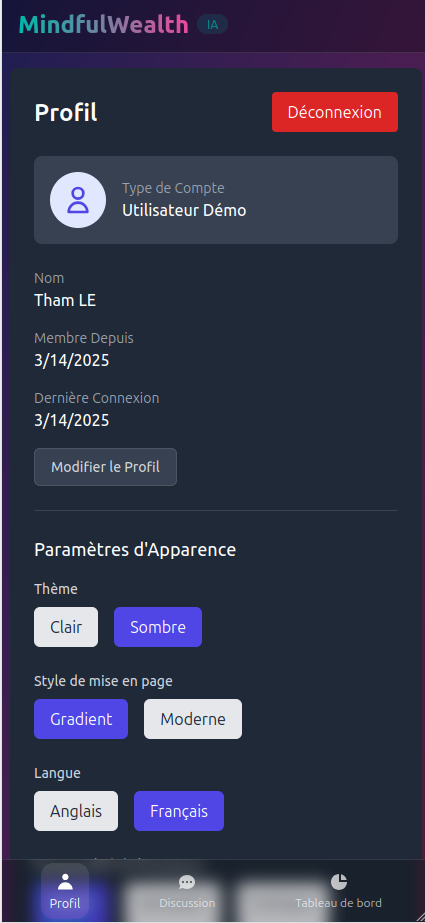 MindfulWealth IA
Profil
Déconnexion
Type de Compte
Utilisateur Démo
Nom
Tham LE
Membre Depuis
3/14/2025
Dernière Connexion
3/14/2025
Modifier le Profil
Paramètres d'Apparence
Thème
Clair Sombre
Style de mise en page
Gradient Moderne
Langue
Anglais Français
Profil Discussion Tableau de bord